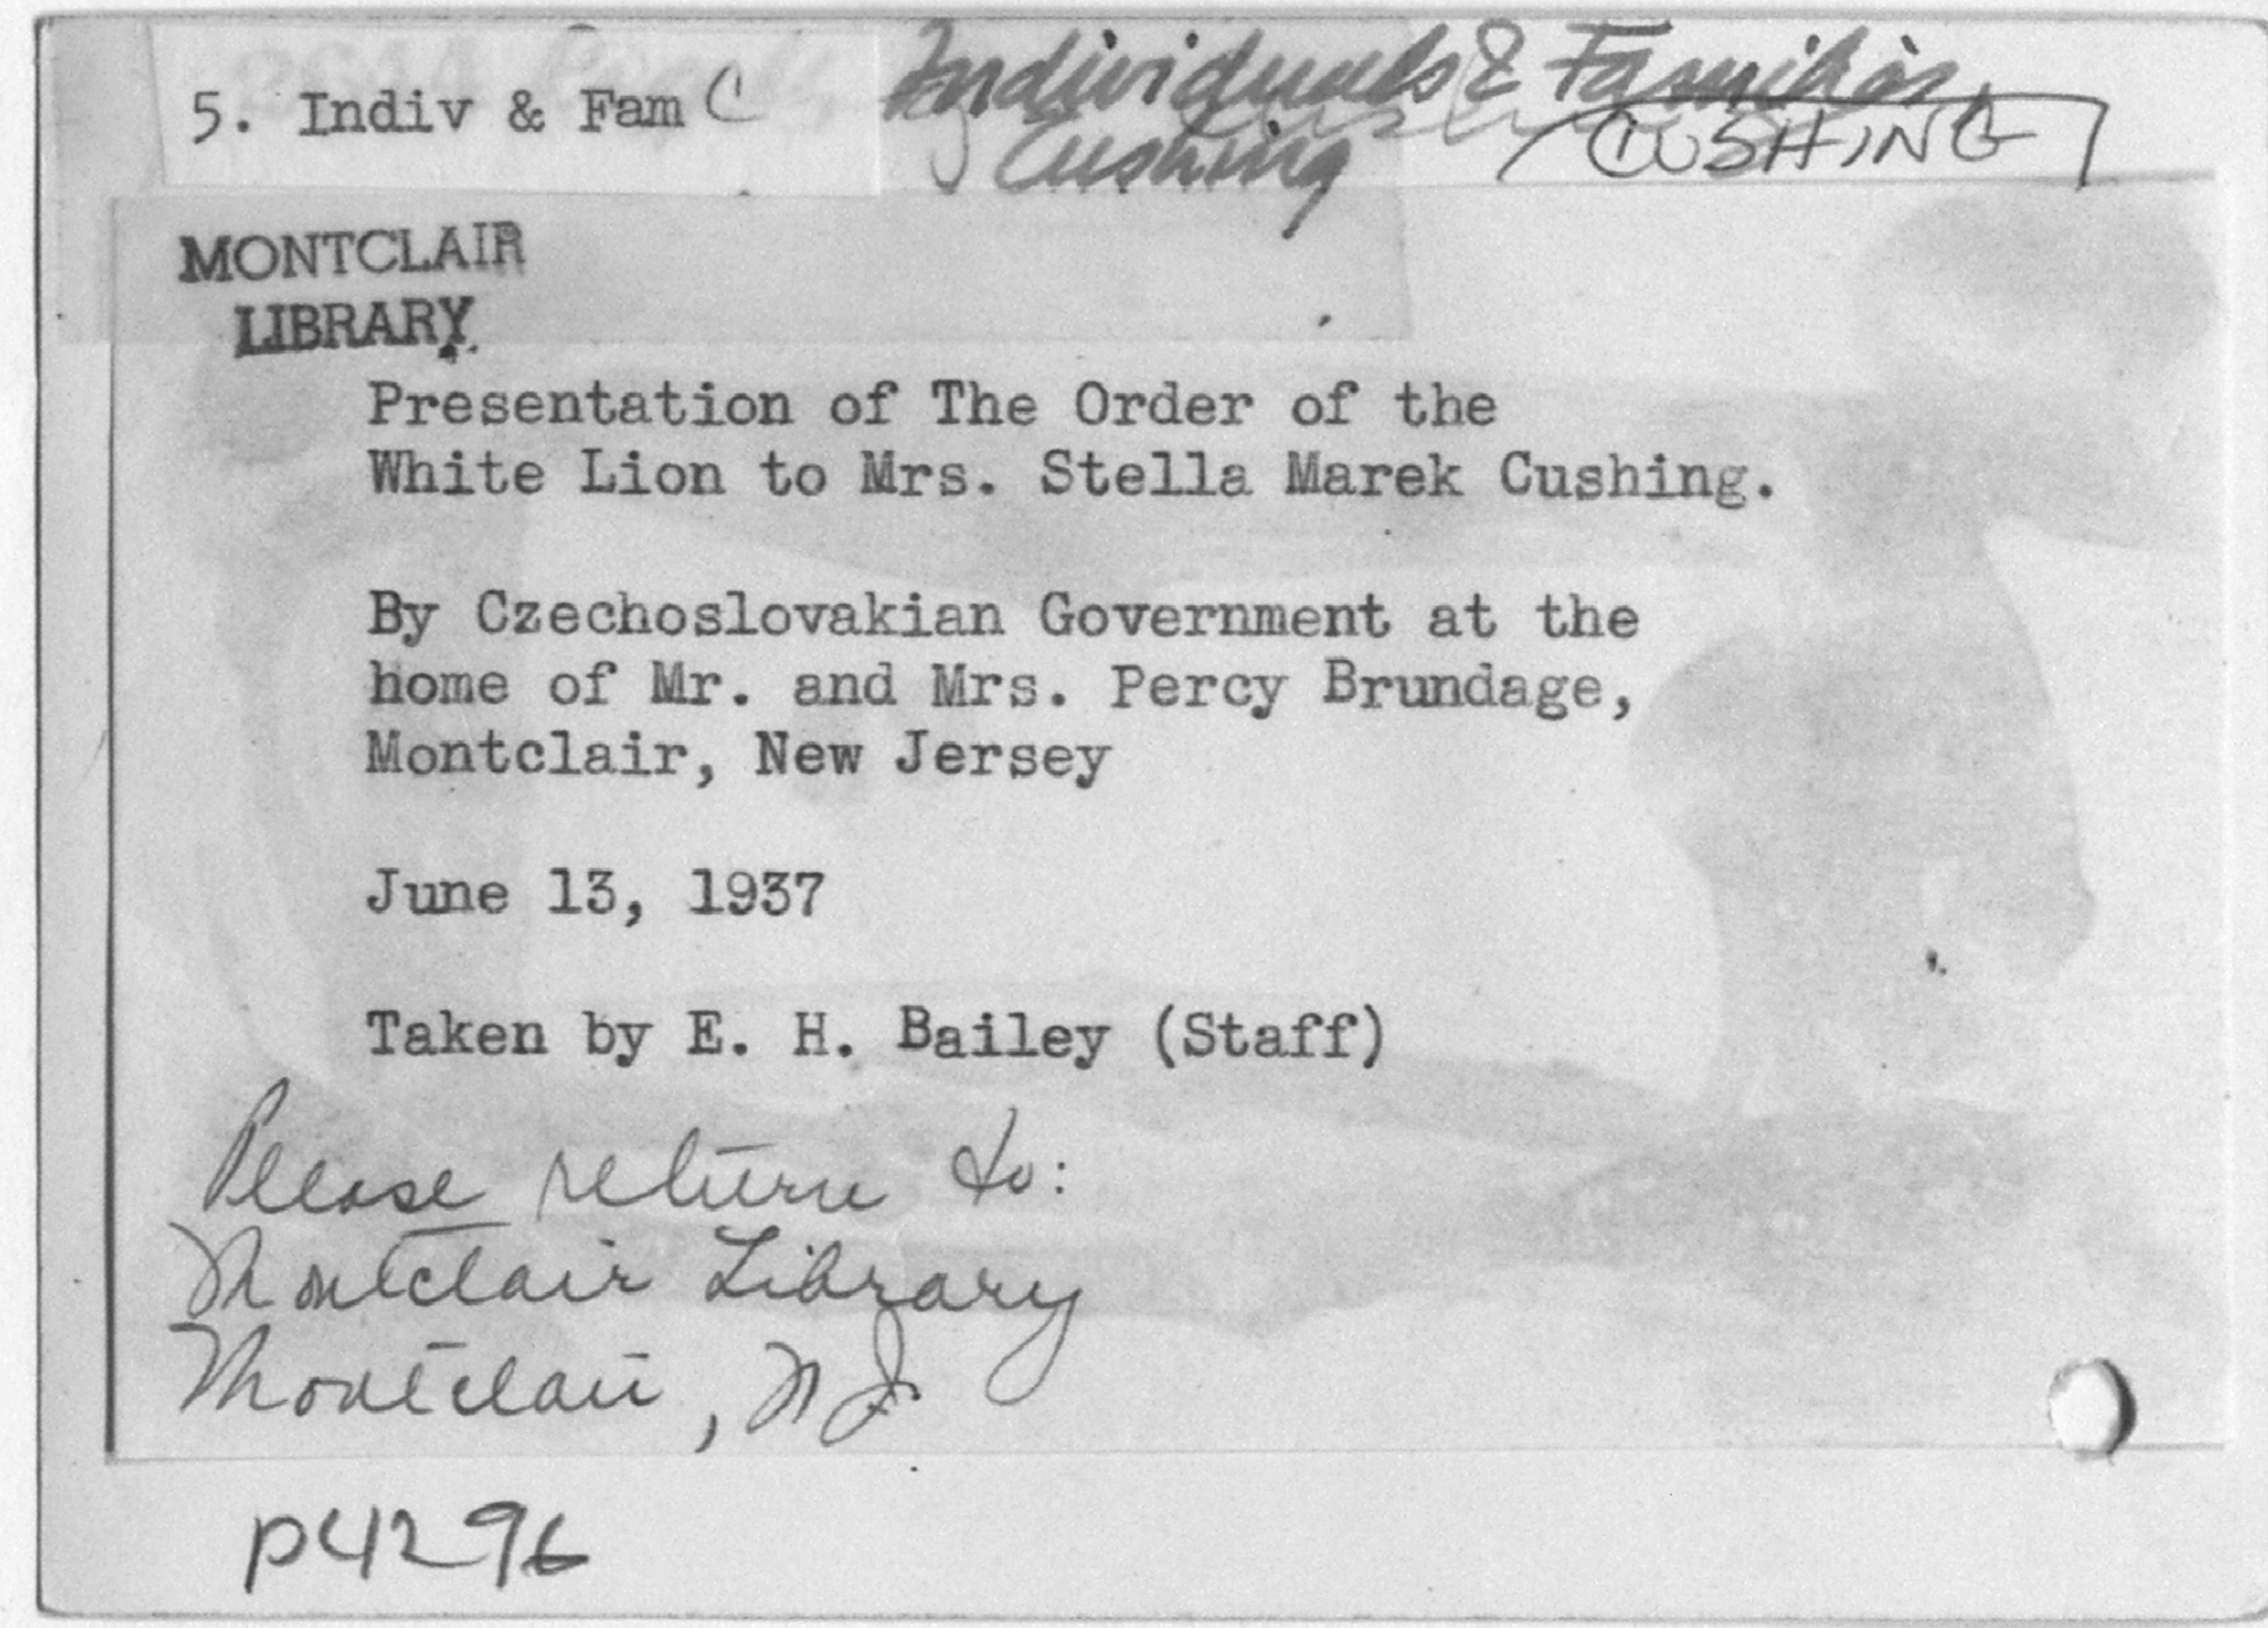 5. Indiv & Fam C
Individuals & Families
Cushing
CUSHING
MONTCLAIR
LIBRARY
Presentation of The Order of the
White Lion to Mrs. Stella Marek Cushing.
By Czechoslovakian Government at the
home of Mr. and Mrs. Percy Brundage,
Montclair, New Jersey
June 13, 1937
Taken by E. H. Bailey (Staff)
Please return to:
Montclair Library
Montclair, NJ
P4296